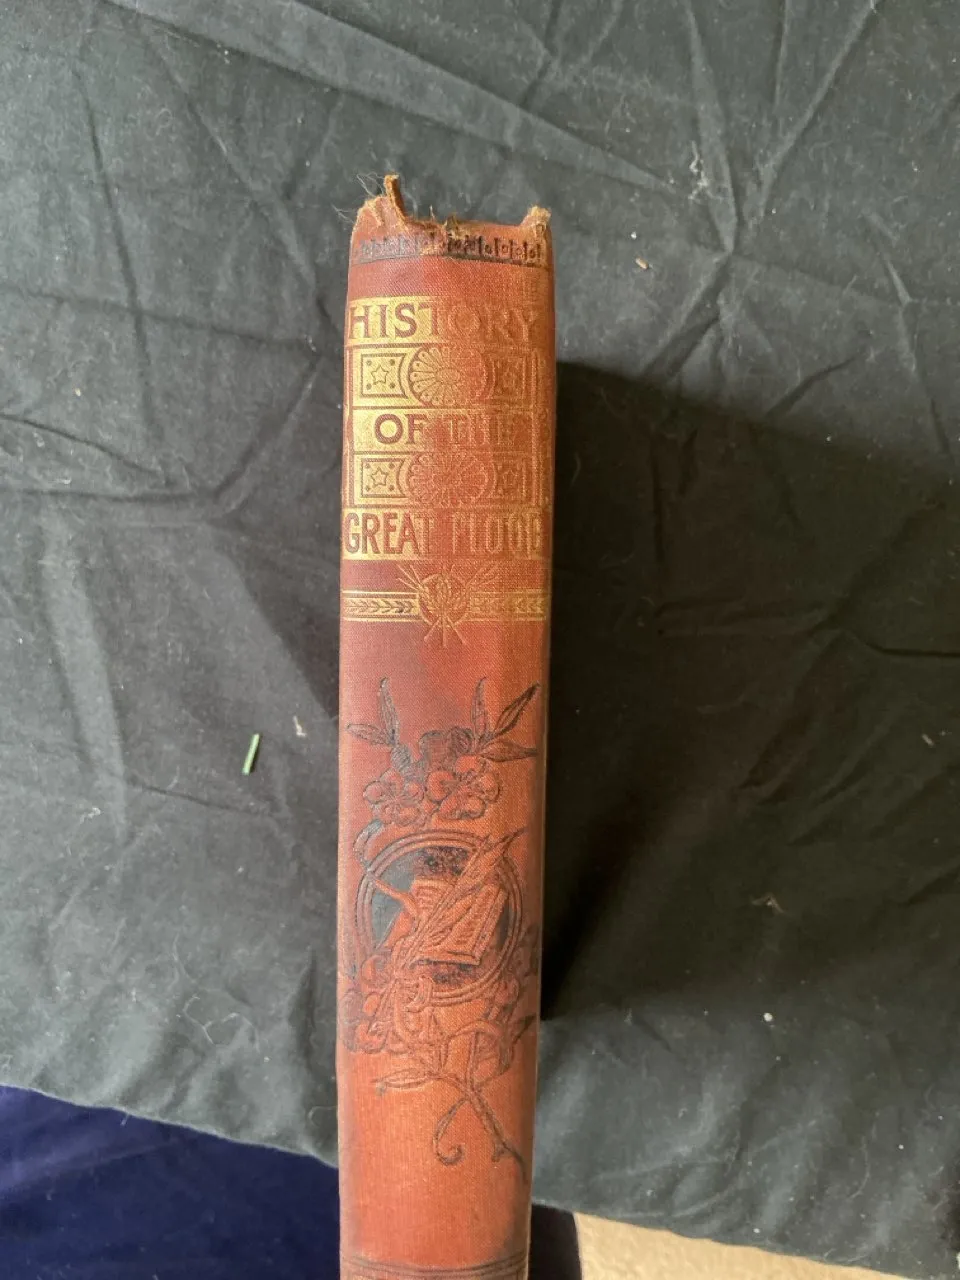 HISTORY
OF THE
GREAT FLOOD